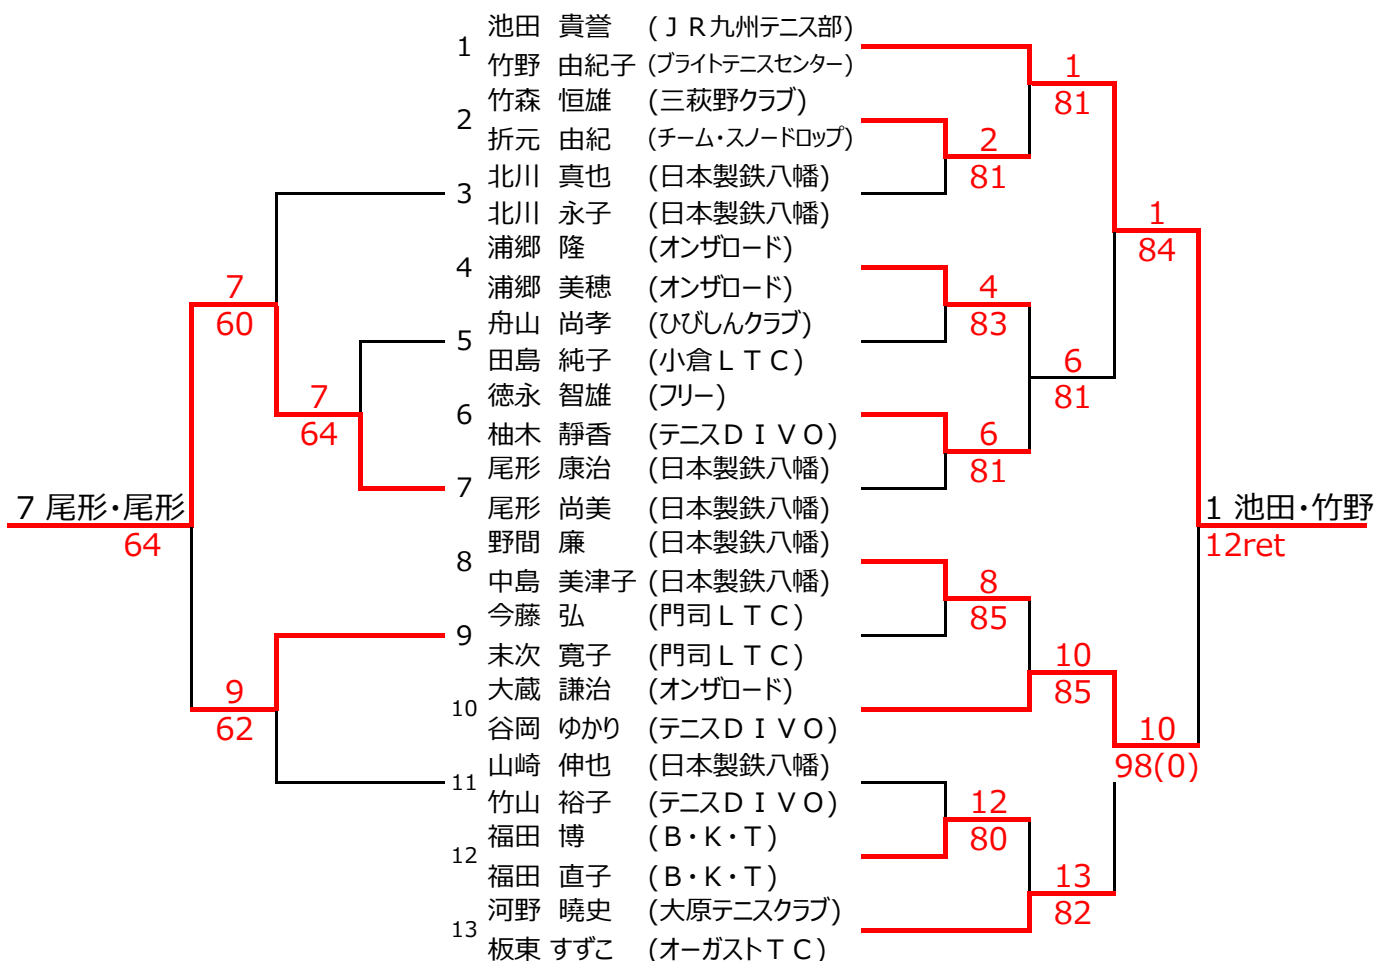 池田 貴誉 (ＪＲ九州テニス部)
1
竹野 由紀子 (ブライトテニスセンター)
1
81
竹森 恒雄 (三萩野クラブ)
2
折元 由紀 (チーム・スノードロップ)
2
81
北川 真也 (日本製鉄八幡)
3
北川 永子 (日本製鉄八幡)
1
84
浦郷 隆 (オンザロード)
4
浦郷 美穂 (オンザロード)
4
83
7
60
舟山 尚孝 (ひびしんクラブ)
5
田島 純子 (小倉ＬＴＣ)
6
81
徳永 智雄 (フリー)
6
柚木 靜香 (テニスＤＩＶＯ)
6
81
7
64
尾形 康治 (日本製鉄八幡)
7
尾形 尚美 (日本製鉄八幡)
7 尾形・尾形
64
1 池田・竹野
12ret
野間 廉 (日本製鉄八幡)
8
中島 美津子 (日本製鉄八幡)
8
85
今藤 弘 (門司ＬＴＣ)
9
末次 寛子 (門司ＬＴＣ)
10
85
9
62
大蔵 謙治 (オンザロード)
10
谷岡 ゆかり (テニスＤＩＶＯ)
10
98(0)
山崎 伸也 (日本製鉄八幡)
11
竹山 裕子 (テニスＤＩＶＯ)
12
80
福田 博 (Ｂ・Ｋ・Ｔ)
12
福田 直子 (Ｂ・Ｋ・Ｔ)
13
82
河野 曉史 (大原テニスクラブ)
13
板東 すずこ (オーガストＴＣ)